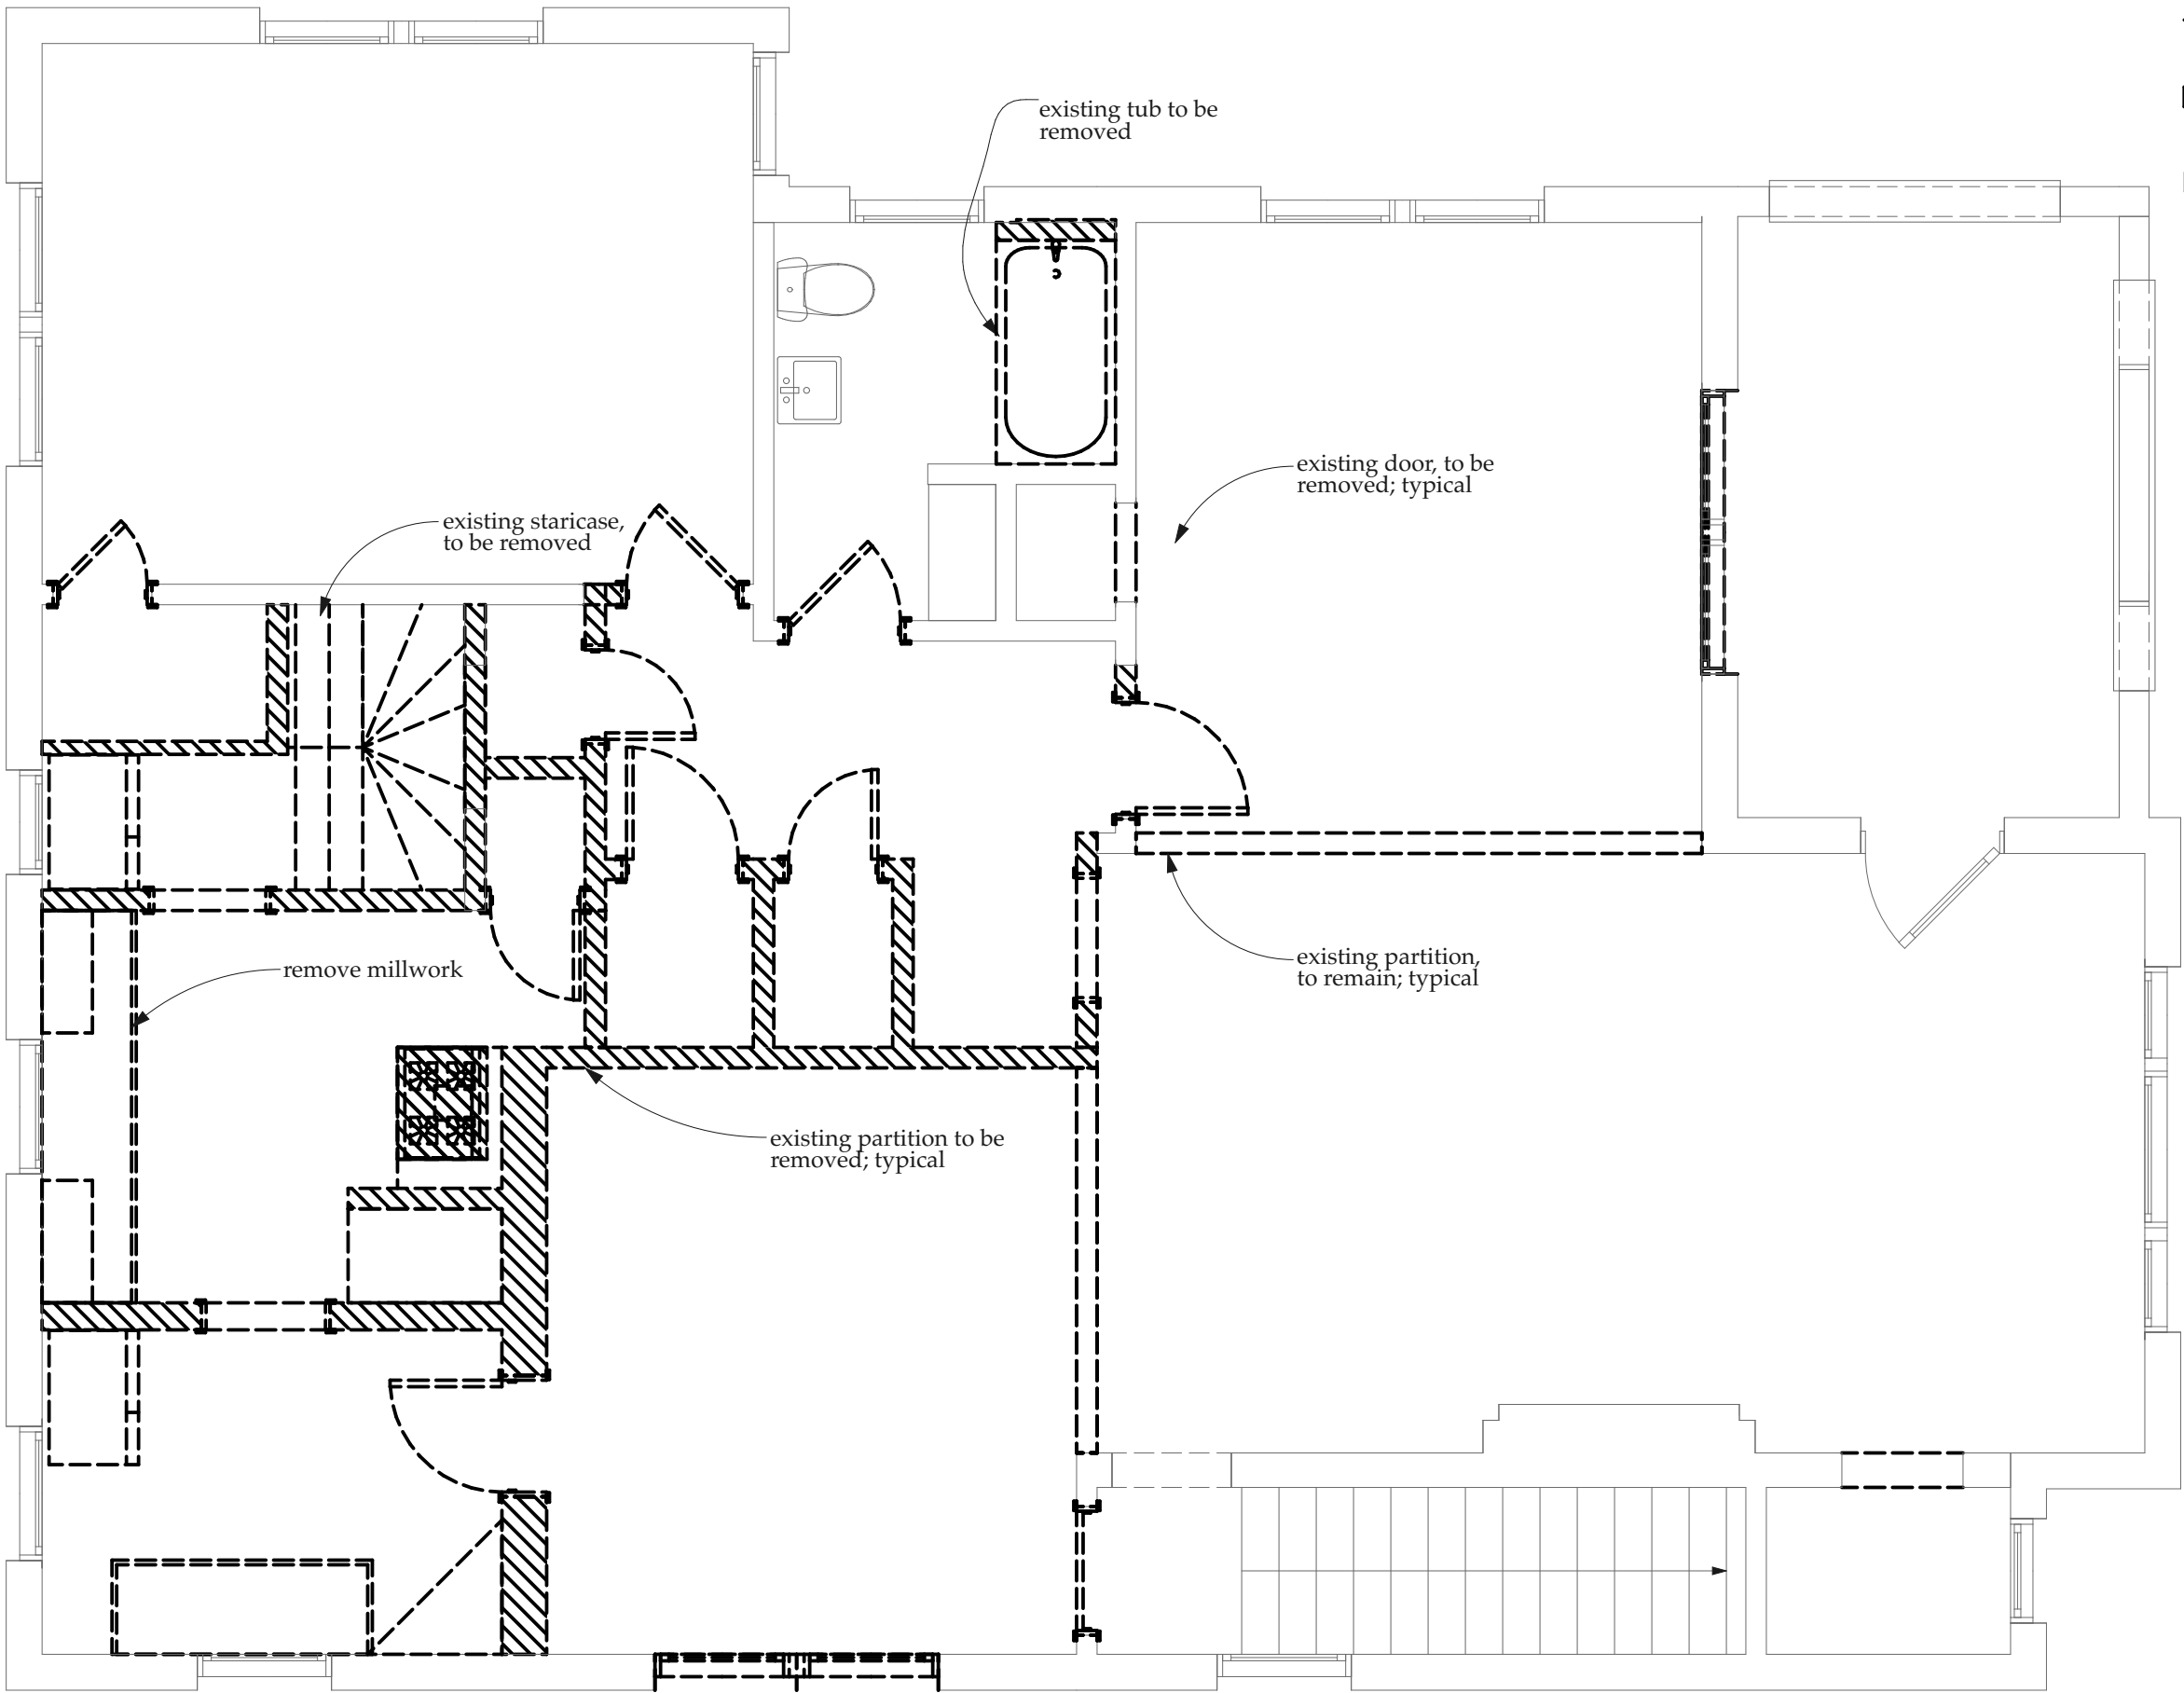 existing tub to be
removed
existing door, to be
removed; typical
existing staricase,
to be removed
existing partition,
to remain; typical
remove millwork
existing partition to be
removed; typical